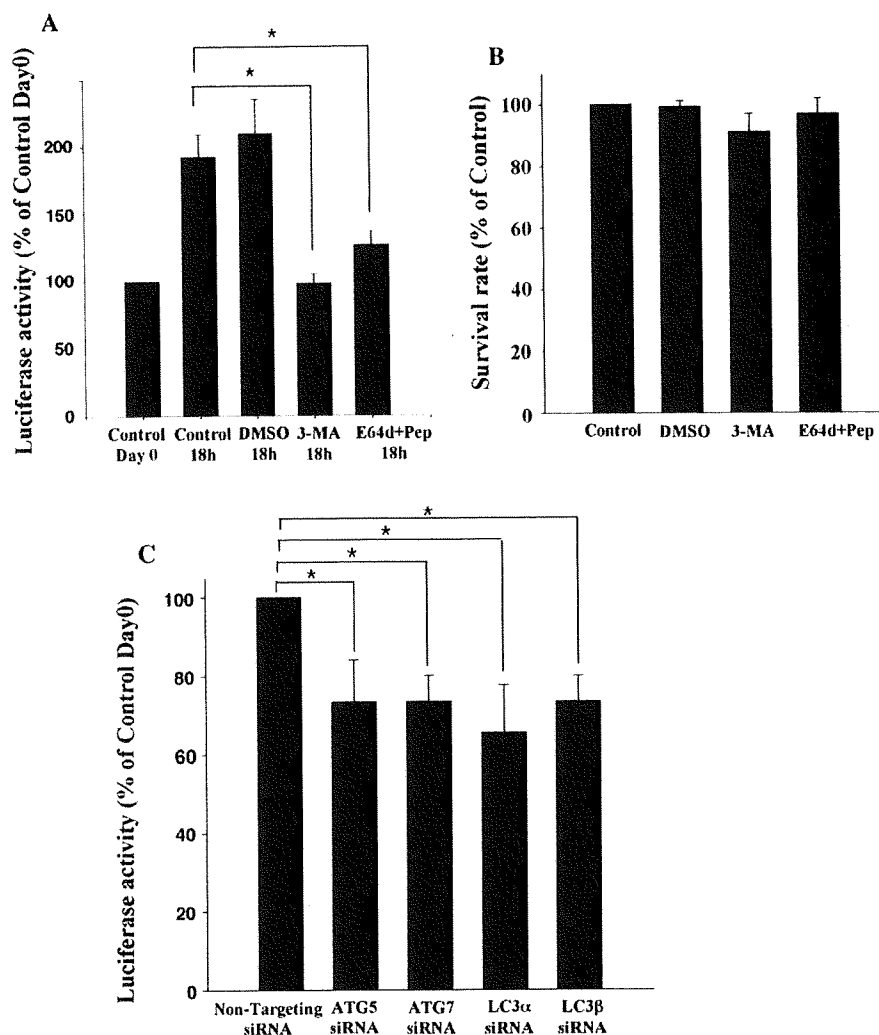 A
Luciferase activity (% of Control Day0)
*
*
200
150
100
50
0
Control Control DMSO 3-MA E64d+Pep
Day 0 18h 18h 18h 18h
B
Survival rate (% of Control)
100
80
60
40
20
0
Control DMSO 3-MA E64d+Pep
C
Luciferase activity (% of Control Day0)
*
*
*
*
100
80
60
40
20
0
Non-Targeting ATG5 ATG7 LC3α LC3β
siRNA siRNA siRNA siRNA siRNA